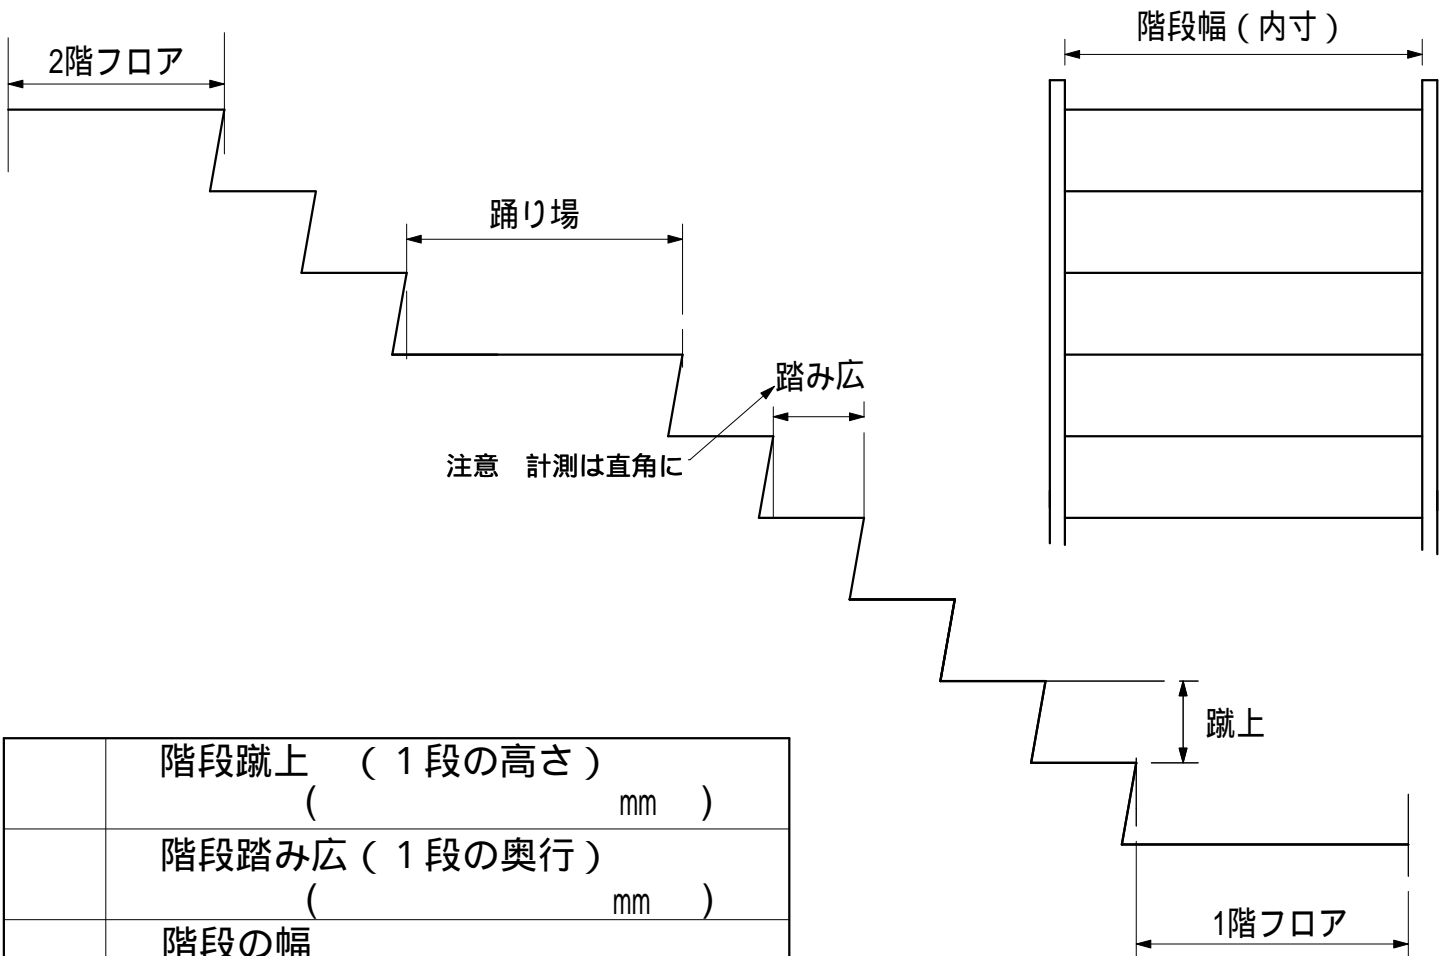 階段幅（内寸）
2階フロア
踊り場
踏み広
注意　計測は直角に
蹴上
階段蹴上　（１段の高さ）
（　　　　　　　　mm　）
階段踏み広（１段の奥行）
（　　　　　　　　mm　）
階段の幅
1階フロア